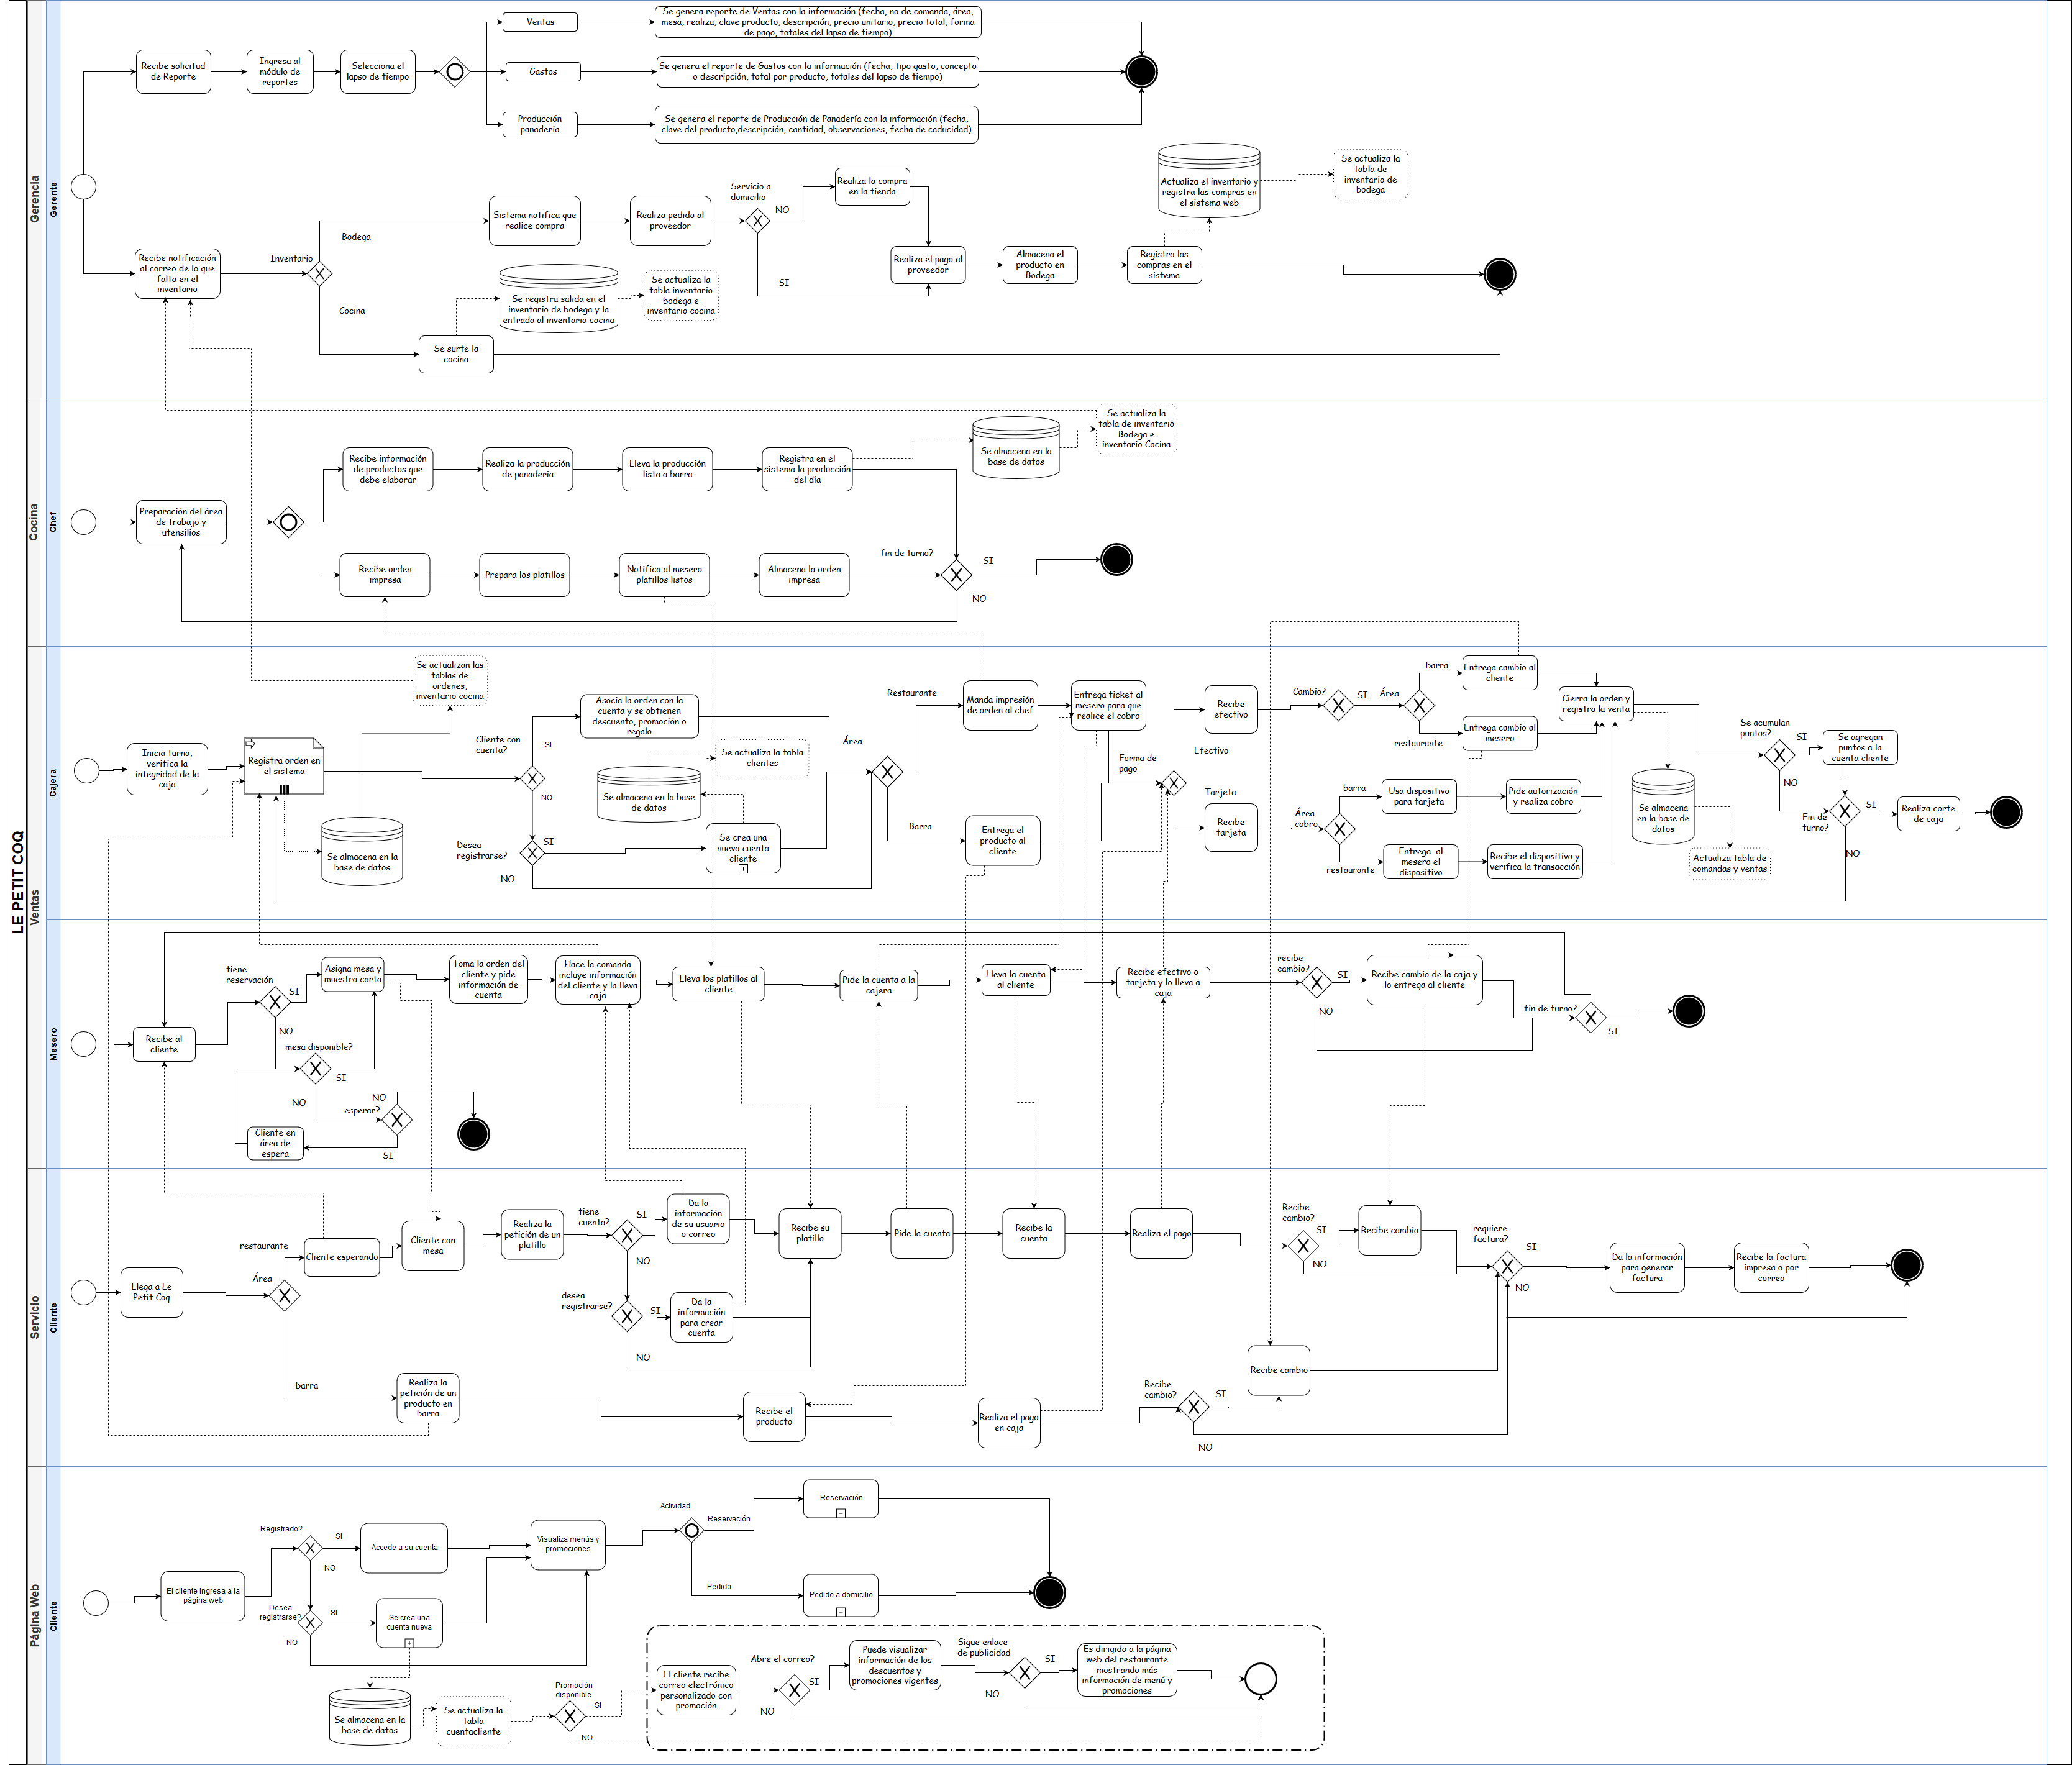 LE PETIT COQ
Gerencia
Gerente
Recibe solicitud
de Reporte
Ingresa al
módulo de
reportes
Selecciona el
lapso de tiempo
Ventas
Se genera reporte de Ventas con la información (fecha, no de comanda, área,
mesa, realiza, clave producto, descripción, precio unitario, precio total, forma
de pago, totales del lapso de tiempo)
Gastos
Se genera el reporte de Gastos con la información (fecha, tipo gasto, concepto
o descripción, total por producto, totales del lapso de tiempo)
Producción
panaderia
Se genera el reporte de Producción de Panadería con la información (fecha,
clave del producto,descripción, cantidad, observaciones, fecha de caducidad)
Recibe notificación
al correo de lo que
falta en el
inventario
Inventario
Bodega
Cocina
Sistema notifica que
realice compra
Realiza pedido al
proveedor
Servicio a
domicilio
NO
SI
Realiza la compra
en la tienda
Realiza el pago al
proveedor
Almacena el
producto en
Bodega
Registra las
compras en el
sistema
Actualiza el inventario y
registra las compras en
el sistema web
Se actualiza la
tabla de
inventario de
bodega
Se surte la
cocina
Se registra salida en el
inventario de bodega y la
entrada al inventario cocina
Se actualiza la
tabla inventario
bodega e
inventario cocina
Cocina
Chef
Preparación del área
de trabajo y
utensilios
Recibe información
de productos que
debe elaborar
Realiza la producción
de panaderia
Lleva la producción
lista a barra
Registra en el
sistema la producción
del día
Se almacena en la
base de datos
Se actualiza la
tabla de inventario
Bodega e
inventario Cocina
Recibe orden
impresa
Prepara los platillos
Notifica al mesero
platillos listos
Almacena la orden
impresa
fin de turno?
SI
NO
Ventas
Cajera
Inicia turno,
verifica la
integridad de la
caja
Registra orden en
el sistema
Se almacena en la
base de datos
Se actualizan las
tablas de
ordenes,
inventario cocina
Cliente con
cuenta?
SI
NO
Asocia la orden con la
cuenta y se obtienen
descuento, promoción o
regalo
Desea
registrarse?
SI
NO
Se crea una
nueva cuenta
cliente
Se almacena en la base
de datos
Se actualiza la tabla
clientes
Área
Restaurante
Barra
Manda impresión
de orden al chef
Entrega ticket al
mesero para que
realice el cobro
Entrega el
producto al
cliente
Forma de
pago
Efectivo
Tarjeta
Recibe
efectivo
Recibe
tarjeta
Cambio?
SI
Área
barra
restaurante
Entrega cambio al
cliente
Entrega cambio al
mesero
Área
cobro
barra
restaurante
Usa dispositivo
para tarjeta
Pide autorización
y realiza cobro
Entrega al
mesero el
dispositivo
Recibe el dispositivo y
verifica la transacción
Cierra la orden y
registra la venta
Se almacena
en la base de
datos
Actualiza tabla de
comandas y ventas
Se acumulan
puntos?
SI
NO
Se agregan
puntos a la
cuenta cliente
Fin de
turno?
SI
NO
Realiza corte
de caja
Mesero
Recibe al
cliente
tiene
reservación
SI
NO
Asigna mesa y
muestra carta
mesa disponible?
SI
NO
esperar?
NO
SI
Cliente en
área de
espera
Toma la orden del
cliente y pide
información de
cuenta
Hace la comanda
incluye información
del cliente y la lleva
caja
Lleva los platillos al
cliente
Pide la cuenta a la
cajera
Lleva la cuenta
al cliente
Recibe efectivo o
tarjeta y lo lleva a
caja
recibe
cambio?
SI
NO
Recibe cambio de la caja y
lo entrega al cliente
fin de turno?
SI
Servicio
Cliente
Llega a Le
Petit Coq
Área
restaurante
barra
Cliente esperando
Cliente con
mesa
Realiza la
petición de un
platillo
tiene
cuenta?
SI
NO
Da la
información
de su usuario
o correo
desea
registrarse?
SI
NO
Da la
información
para crear
cuenta
Recibe su
platillo
Pide la cuenta
Recibe la
cuenta
Realiza el pago
Recibe
cambio?
SI
NO
Recibe cambio
requiere
factura?
SI
NO
Da la información
para generar
factura
Recibe la factura
impresa o por
correo
Realiza la
petición de un
producto en
barra
Recibe el
producto
Realiza el pago
en caja
Recibe
cambio?
SI
NO
Recibe cambio
Página Web
Cliente
El cliente ingresa a la
página web
Registrado?
SI
NO
Accede a su cuenta
Desea
registrarse?
SI
NO
Se crea una
cuenta nueva
Visualiza menús y
promociones
Actividad
Reservación
Pedido
Reservación
Pedido a domicilio
Se almacena en la
base de datos
Se actualiza la
tabla
cuentacliente
Promoción
disponible
SI
NO
El cliente recibe
correo electrónico
personalizado con
promoción
Abre el correo?
SI
NO
Puede visualizar
información de los
descuentos y
promociones vigentes
Sigue enlace
de publicidad
SI
NO
Es dirigido a la página
web del restaurante
mostrando más
información de menú y
promociones